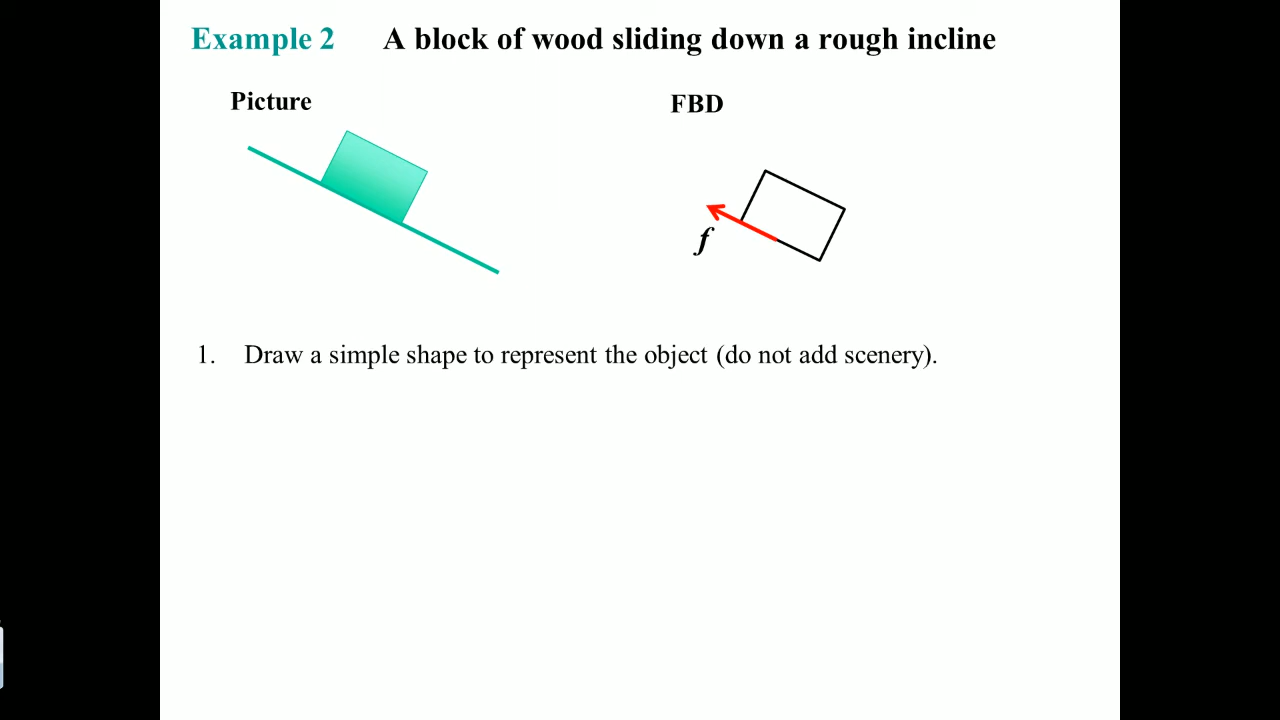 Example 2 A block of wood sliding down a rough incline
Picture FBD
f
1. Draw a simple shape to represent the object (do not add scenery).